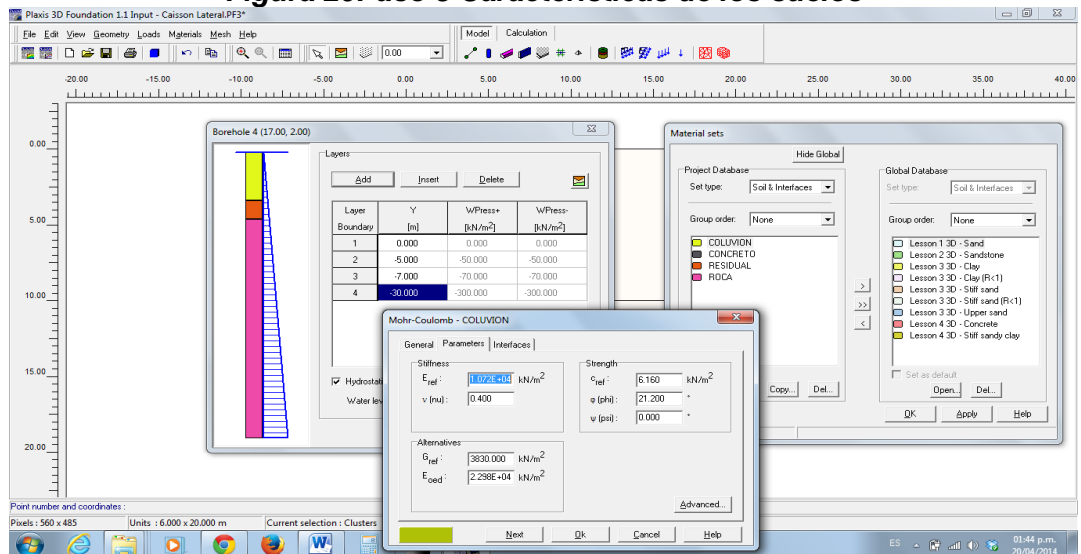 Plaxis 3D Foundation 1.1 Input - Caisson Lateral.PF3*
File Edit View Geometry Loads Materials Mesh Help
Model Calculation
0.00
-20.00 -15.00 -10.00 -5.00 0.00 5.00 10.00 15.00 20.00 25.00 30.00 35.00 40.00
0.00
5.00
10.00
15.00
20.00
Borehole 4 (17.00, 2.00)
Layers
Add Insert Delete
Layer Y WPress+ WPress-
Boundary [m] [kN/m2] [kN/m2]
1 0.000 0.000 0.000
2 -5.000 -50.000 -50.000
3 -7.000 -70.000 -70.000
4 -30.000 -300.000 -300.000
Material sets
Hide Global
Project Database
Set type: Soil & Interfaces
Group order: None
COLUVION
CONCRETO
RESIDUAL
ROCA
>
>>
<
Copy... Del...
Global Database
Set type: Soil & Interfaces
Group order: None
Lesson 1 3D - Sand
Lesson 2 3D - Sandstone
Lesson 3 3D - Clay
Lesson 3 3D - Clay (R<1)
Lesson 3 3D - Stiff sand
Lesson 3 3D - Stiff sand (R<1)
Lesson 3 3D - Upper sand
Lesson 4 3D - Concrete
Lesson 4 3D - Stiff sandy clay
Set as default
Open... Del...
OK Apply Help
Mohr-Coulomb - COLUVION
General Parameters Interfaces
Stiffness
Eref : 1.072E+04 kN/m2
ν (nu) : 0.400
Strength
cref : 6.160 kN/m2
φ (phi) : 21.200 °
ψ (psi) : 0.000 °
Alternatives
Gref : 3830.000 kN/m2
Eoed : 2.298E+04 kN/m2
Advanced...
Next Ok Cancel Help
Point number and coordinates :
Pixels : 560 x 485 Units : 6.000 x 20.000 m Current selection : Clusters
ES 01:44 p.m.
20/04/2014